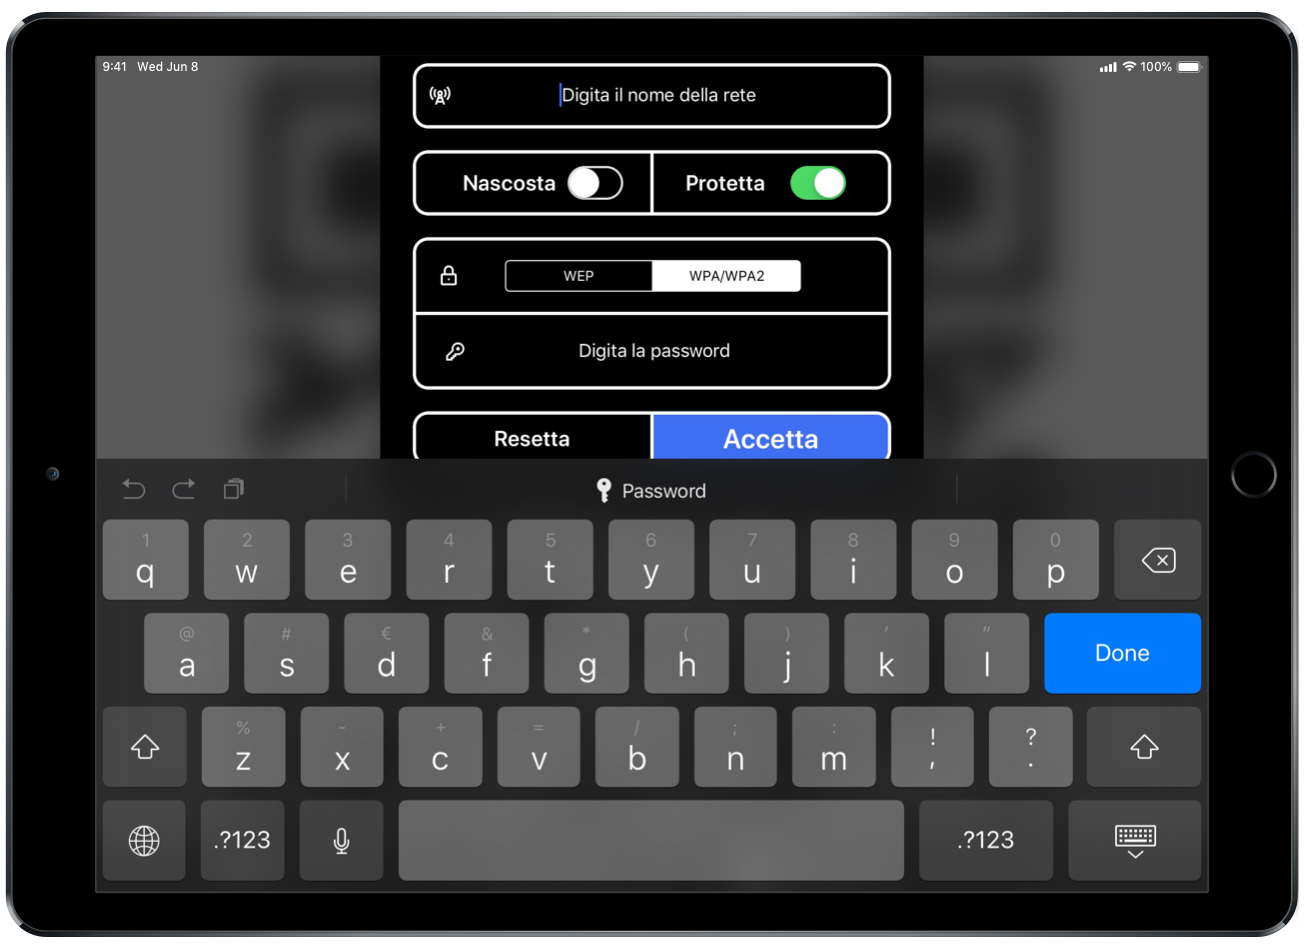 9:41 Wed Jun 8
100%
Digita il nome della rete
Nascosta
Protetta
WEP
WPA/WPA2
Digita la password
Resetta
Accetta
Password
1 2 3 4 5 6 7 8 9 0
q w e r t y u i o p
@ # € & * ( ) ' "
a s d f g h j k l Done
% - + = / ; : ! ?
z x c v b n m , .
.?123 .?123